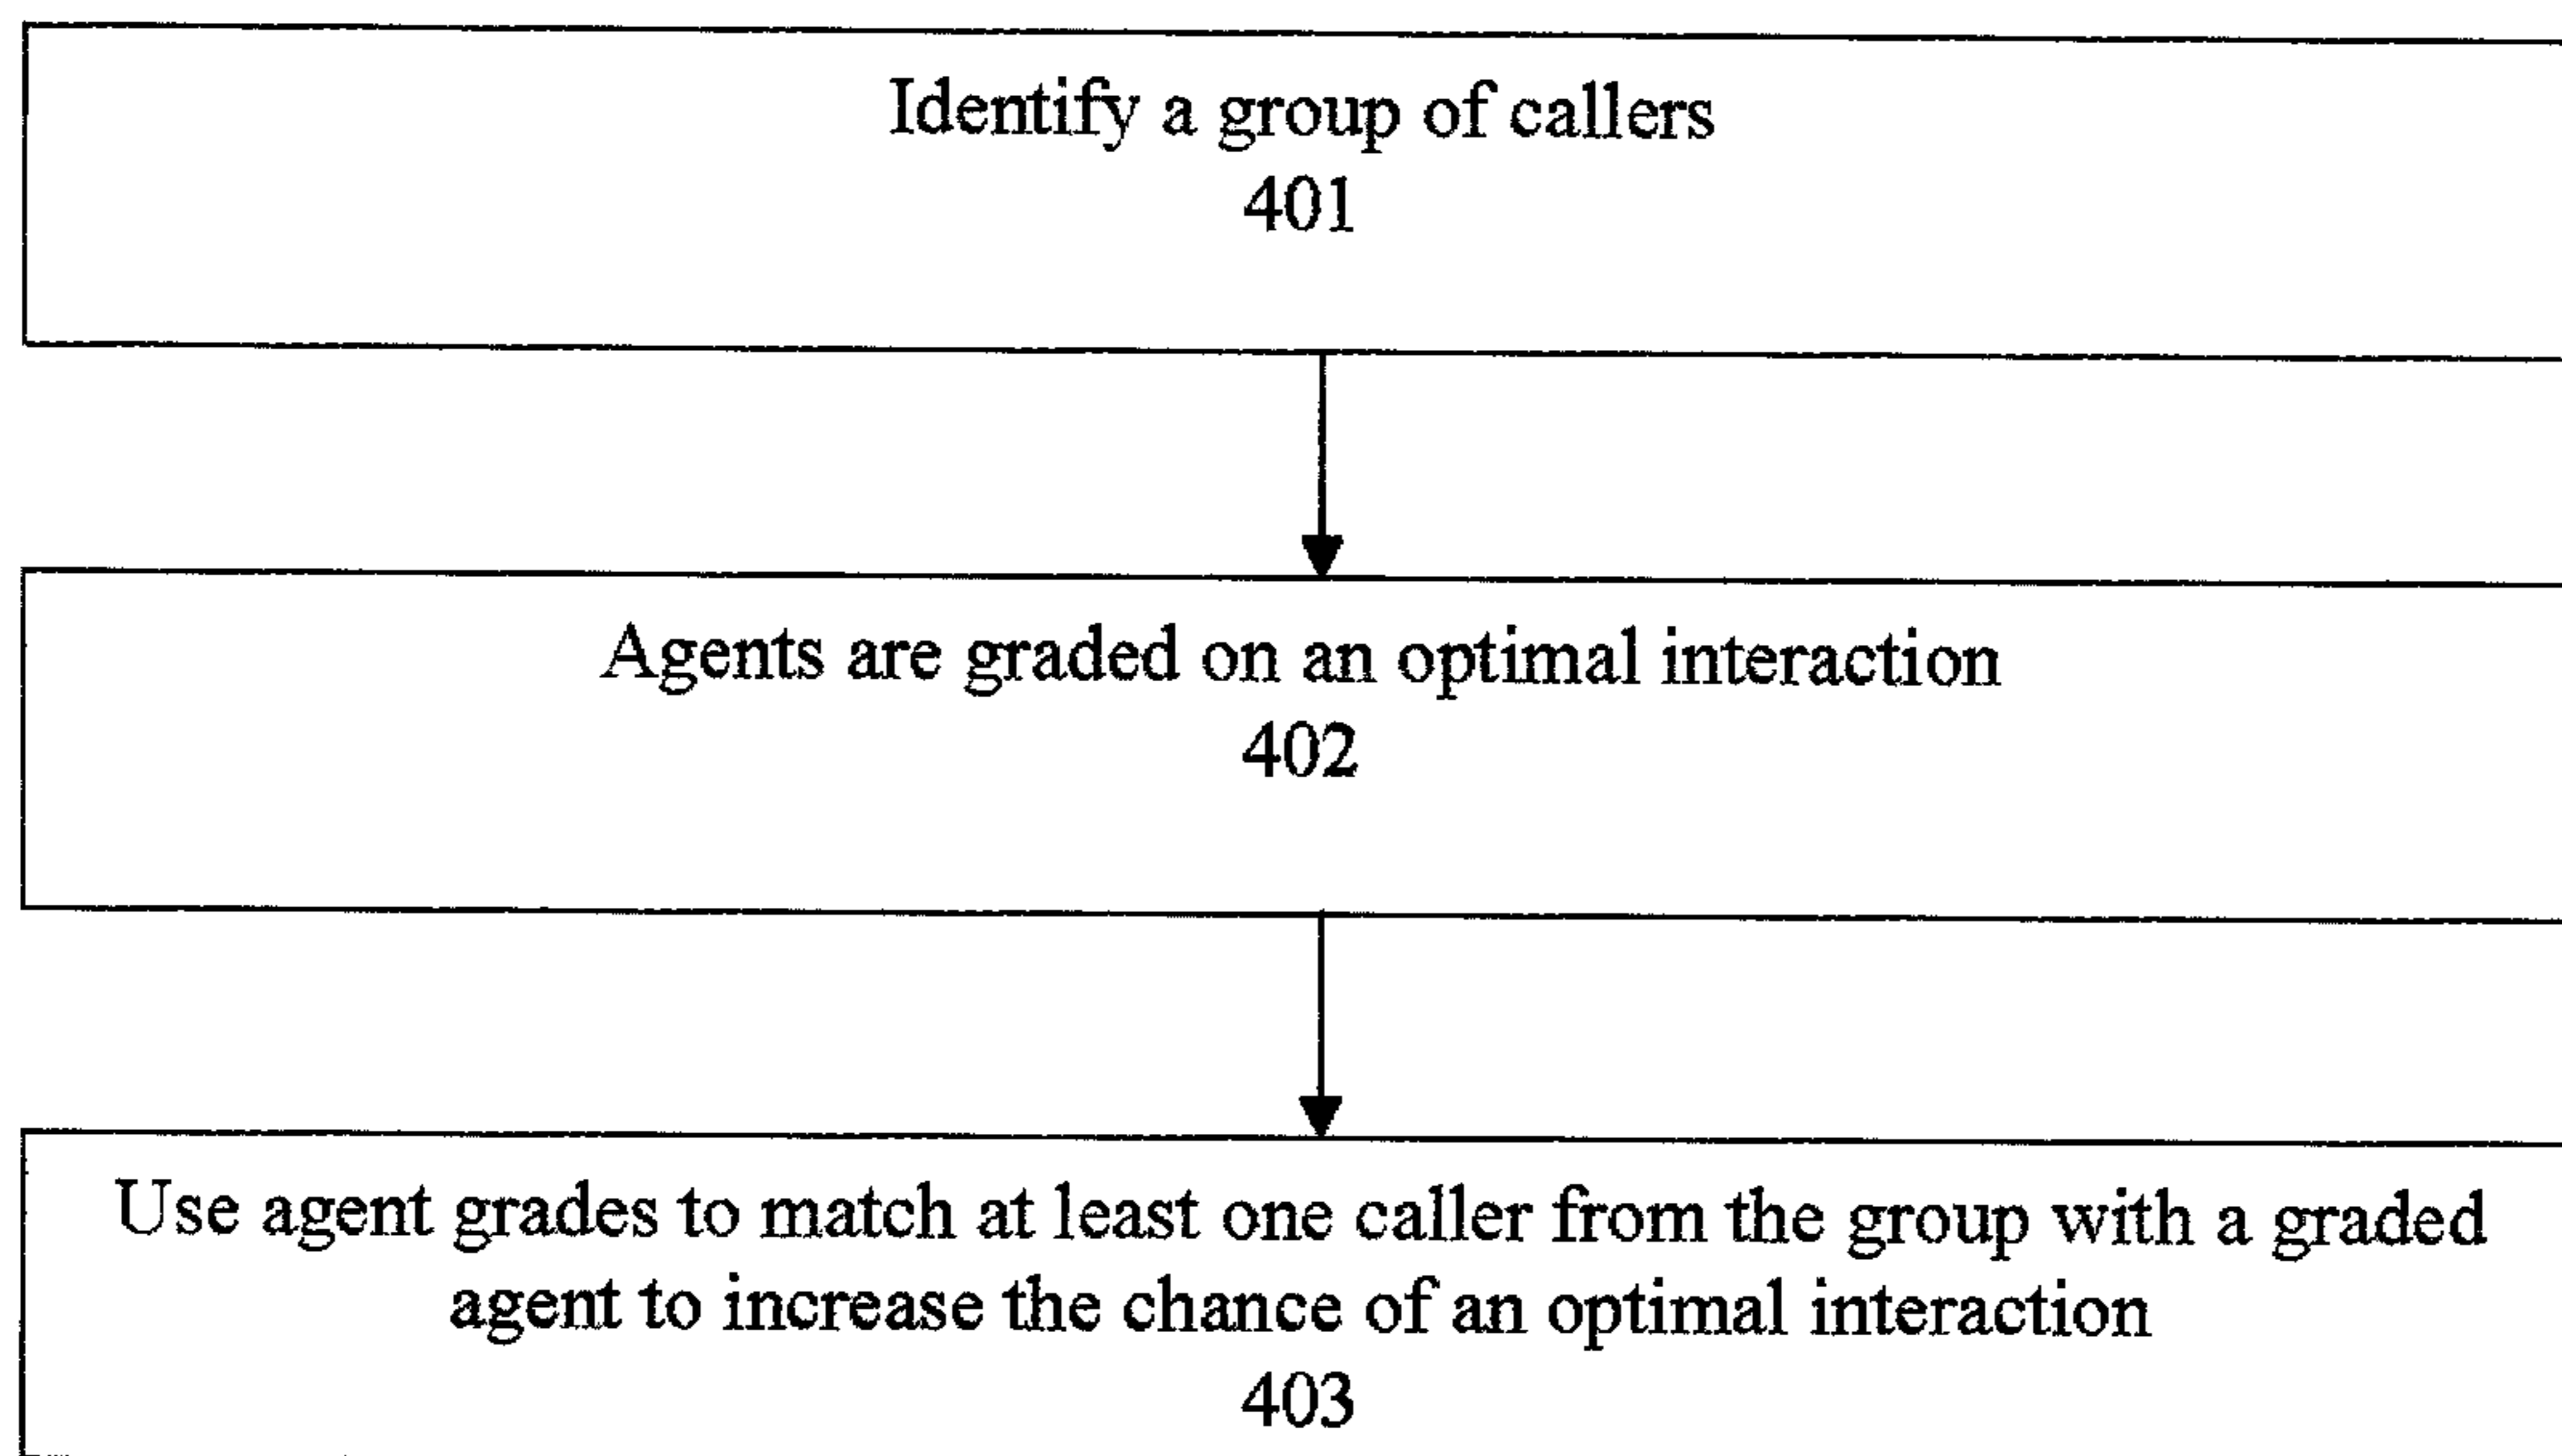 Identify a group of callers
401
Agents are graded on an optimal interaction
402
Use agent grades to match at least one caller from the group with a graded
agent to increase the chance of an optimal interaction
403